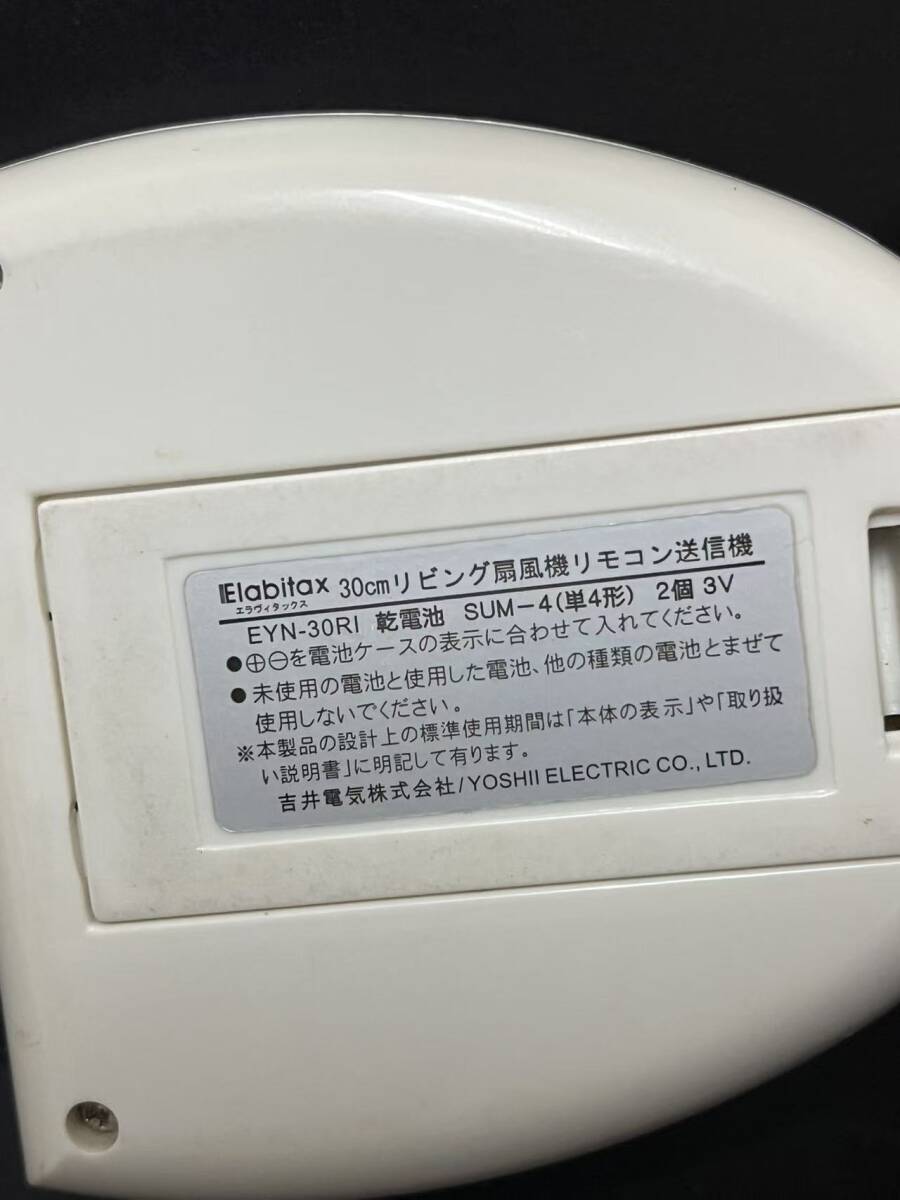 Elabitax 30cmリビング扇風機リモコン送信機
エラヴィタックス
EYN-30RI 乾電池 SUM-4(単4形) 2個 3V
●⊕⊖を電池ケースの表示に合わせて入れてください。
●未使用の電池と使用した電池、他の種類の電池とまぜて
使用しないでください。
※本製品の設計上の標準使用期間は「本体の表示」や「取り扱
い説明書」に明記して有ります。
吉井電気株式会社/YOSHII ELECTRIC CO., LTD.